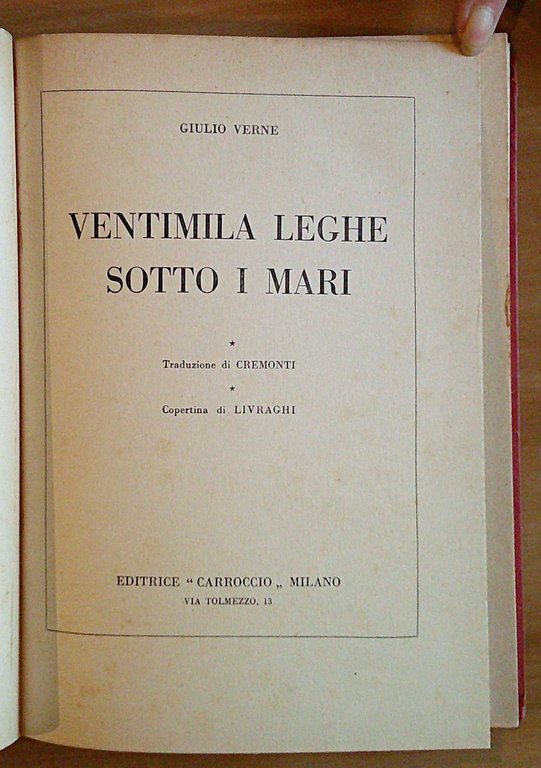 GIULIO VERNE
VENTIMILA LEGHE
SOTTO I MARI
★
Traduzione di CREMONTI
★
Copertina di LIVRAGHI
EDITRICE “ CARROCCIO „ MILANO
VIA TOLMEZZO, 13